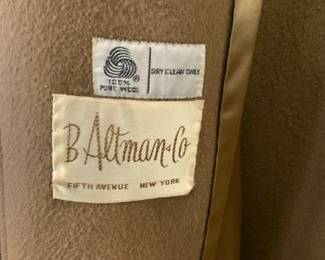 100%
PURE WOOL
DRY CLEAN ONLY
B Altman & Co
FIFTH AVENUE NEW YORK